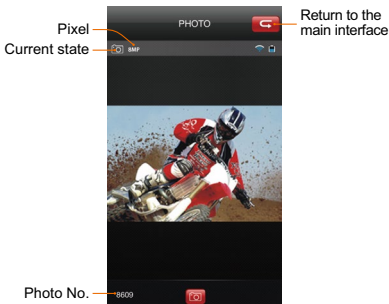 PHOTO
Return to the
main interface
Pixel
Current state
8MP
Photo No.
8609